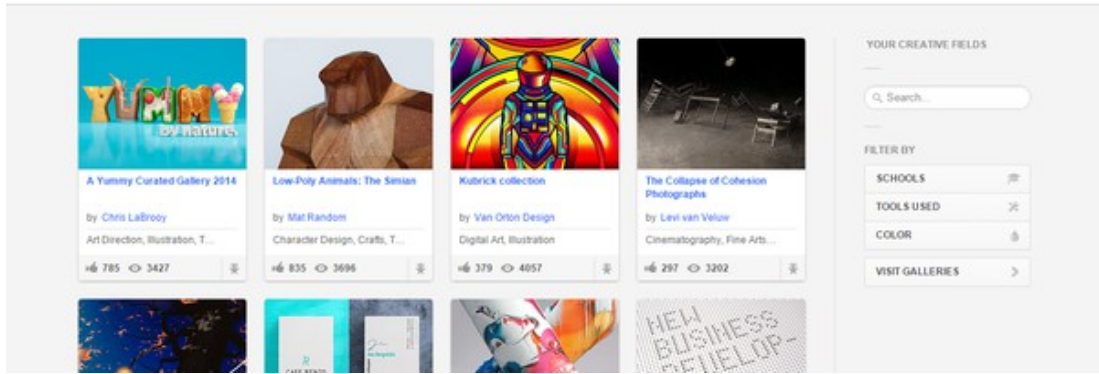 YUMMY
by nature.
A Yummy Curated Gallery 2014
by Chris LaBrooy
Art Direction, Illustration, T...
785 3427
Low-Poly Animals: The Simian
by Mat Random
Character Design, Crafts, T...
835 3696
Kubrick collection
by Van Orton Design
Digital Art, Illustration
379 4057
The Collapse of Cohesion
Photographs
by Levi van Veluw
Cinematography, Fine Arts...
297 3202
NEW
BUSINESS
DEVELOP-
YOUR CREATIVE FIELDS
Search...
FILTER BY
SCHOOLS
TOOLS USED
COLOR
VISIT GALLERIES